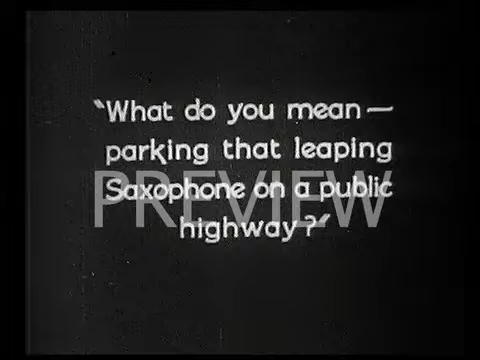 "What do you mean—
parking that leaping
Saxophone on a public
PREVIEW
highway?"